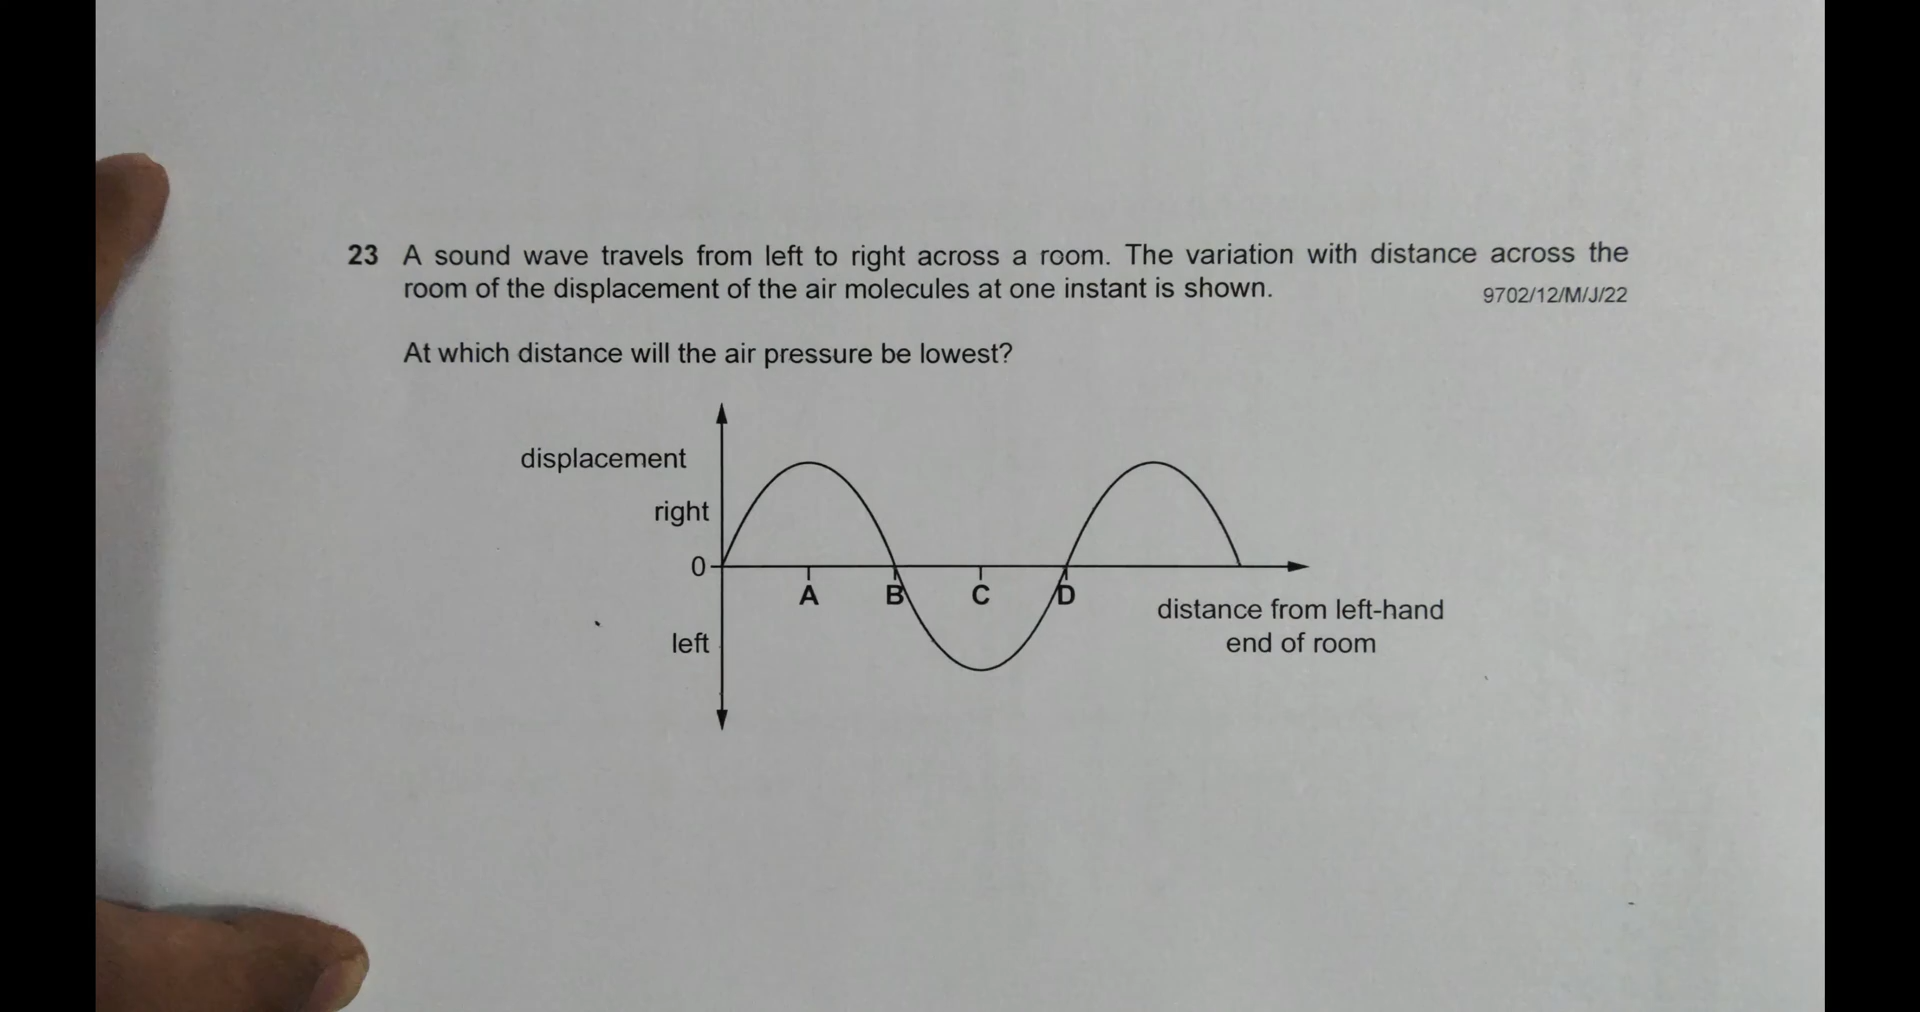 23 A sound wave travels from left to right across a room. The variation with distance across the
room of the displacement of the air molecules at one instant is shown. 9702/12/M/J/22
At which distance will the air pressure be lowest?
displacement
right
0
A B C D
distance from left-hand
end of room
left